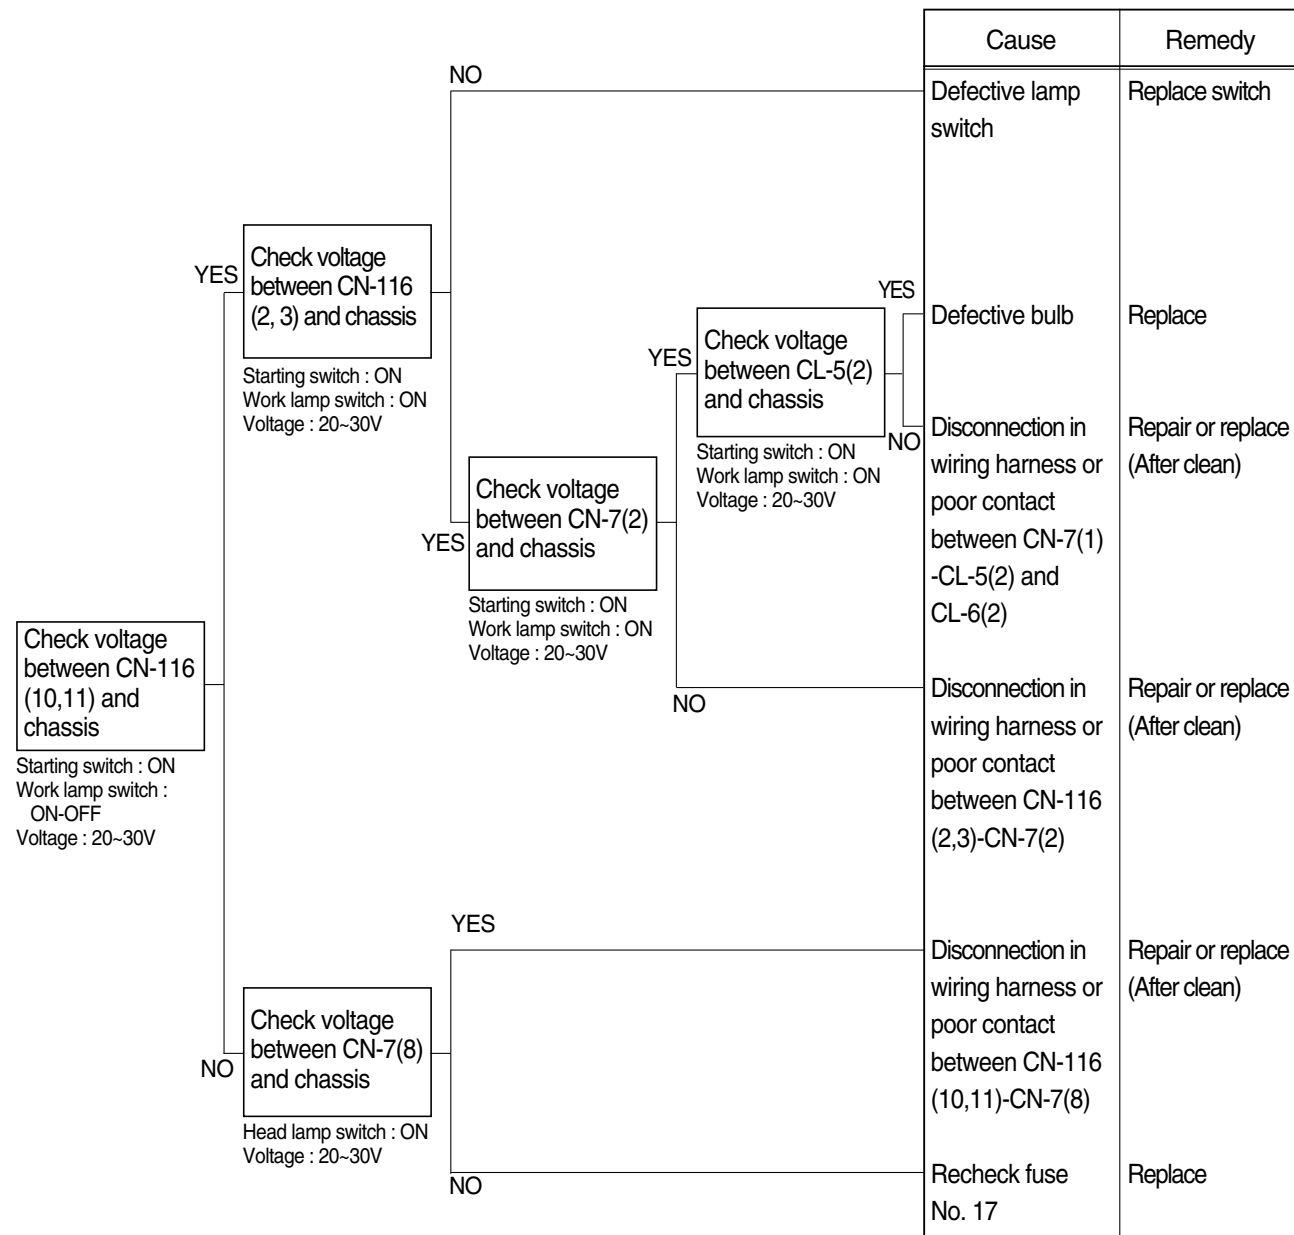 Cause
Remedy
NO
Defective lamp
switch
Replace switch
YES
Check voltage
between CN-116
(2, 3) and chassis
Starting switch : ON
Work lamp switch : ON
Voltage : 20~30V
YES
Defective bulb
Replace
YES
Check voltage
between CL-5(2)
and chassis
Starting switch : ON
Work lamp switch : ON
Voltage : 20~30V
NO
Disconnection in
wiring harness or
poor contact
between CN-7(1)
-CL-5(2) and
CL-6(2)
Repair or replace
(After clean)
YES
Check voltage
between CN-7(2)
and chassis
Starting switch : ON
Work lamp switch : ON
Voltage : 20~30V
Check voltage
between CN-116
(10,11) and
chassis
Starting switch : ON
Work lamp switch :
ON-OFF
Voltage : 20~30V
NO
Disconnection in
wiring harness or
poor contact
between CN-116
(2,3)-CN-7(2)
Repair or replace
(After clean)
YES
Disconnection in
wiring harness or
poor contact
between CN-116
(10,11)-CN-7(8)
Repair or replace
(After clean)
NO
Check voltage
between CN-7(8)
and chassis
Head lamp switch : ON
Voltage : 20~30V
NO
Recheck fuse
No. 17
Replace